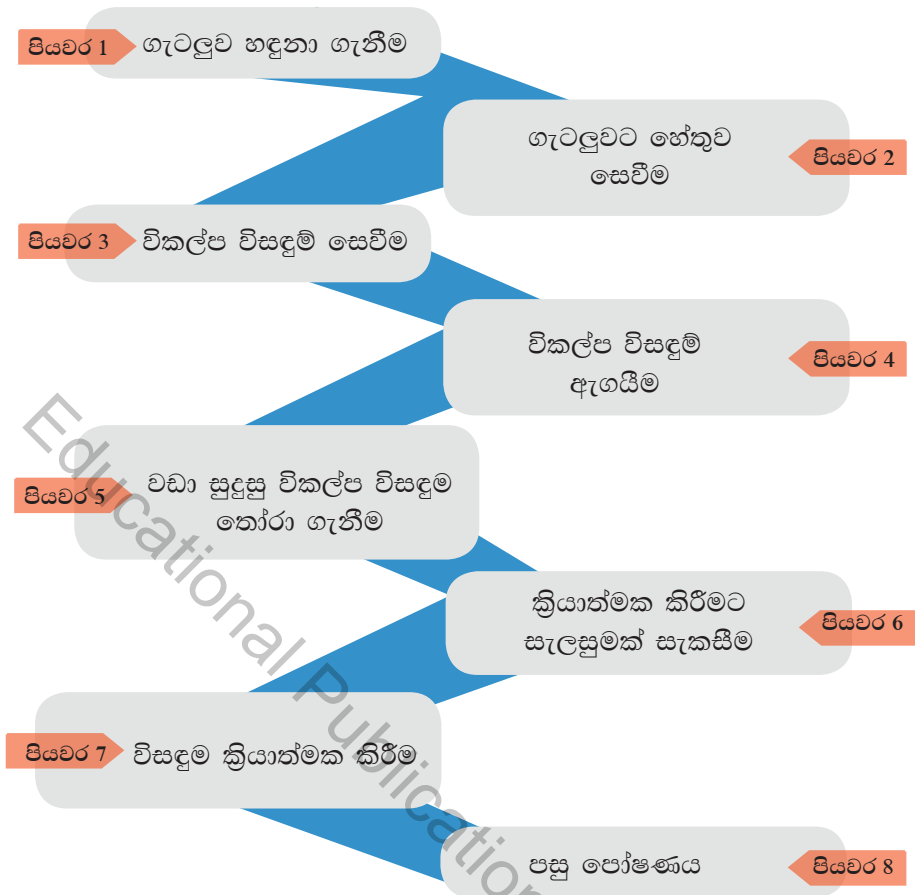 පියවර 1
ගැටලුව හඳුනා ගැනීම
ගැටලුවට හේතුව
සෙවීම
පියවර 2
පියවර 3
විකල්ප විසඳුම් සෙවීම
විකල්ප විසඳුම්
ඇගයීම
පියවර 4
පියවර 5
වඩා සුදුසු විකල්ප විසඳුම
තෝරා ගැනීම
ක්‍රියාත්මක කිරීමට
සැලසුමක් සැකසීම
පියවර 6
පියවර 7
විසඳුම ක්‍රියාත්මක කිරීම
පසු පෝෂණය
පියවර 8
Educational Publication